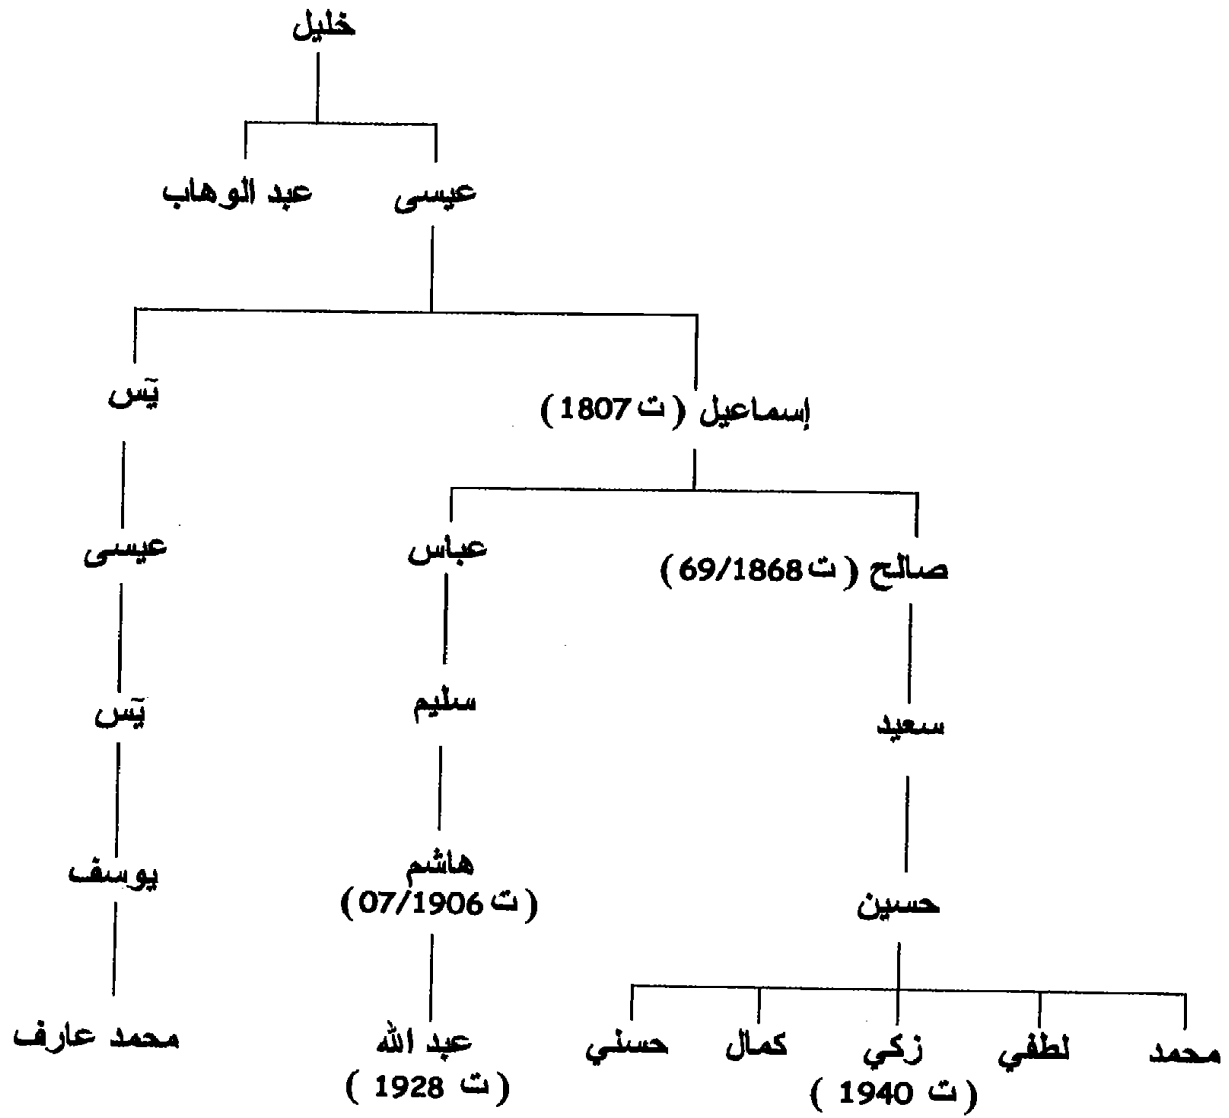 خليل
عيسى
عبد الوهاب
إسماعيل (ت 1807)
يٓس
صالح (ت 69/1868)
عباس
عيسى
سعيد
سليم
يٓس
حسين
هاشم
(ت 07/1906)
يوسف
محمد
لطفي
زكي
(ت 1940)
كمال
حسني
عبد الله
(ت 1928)
محمد عارف